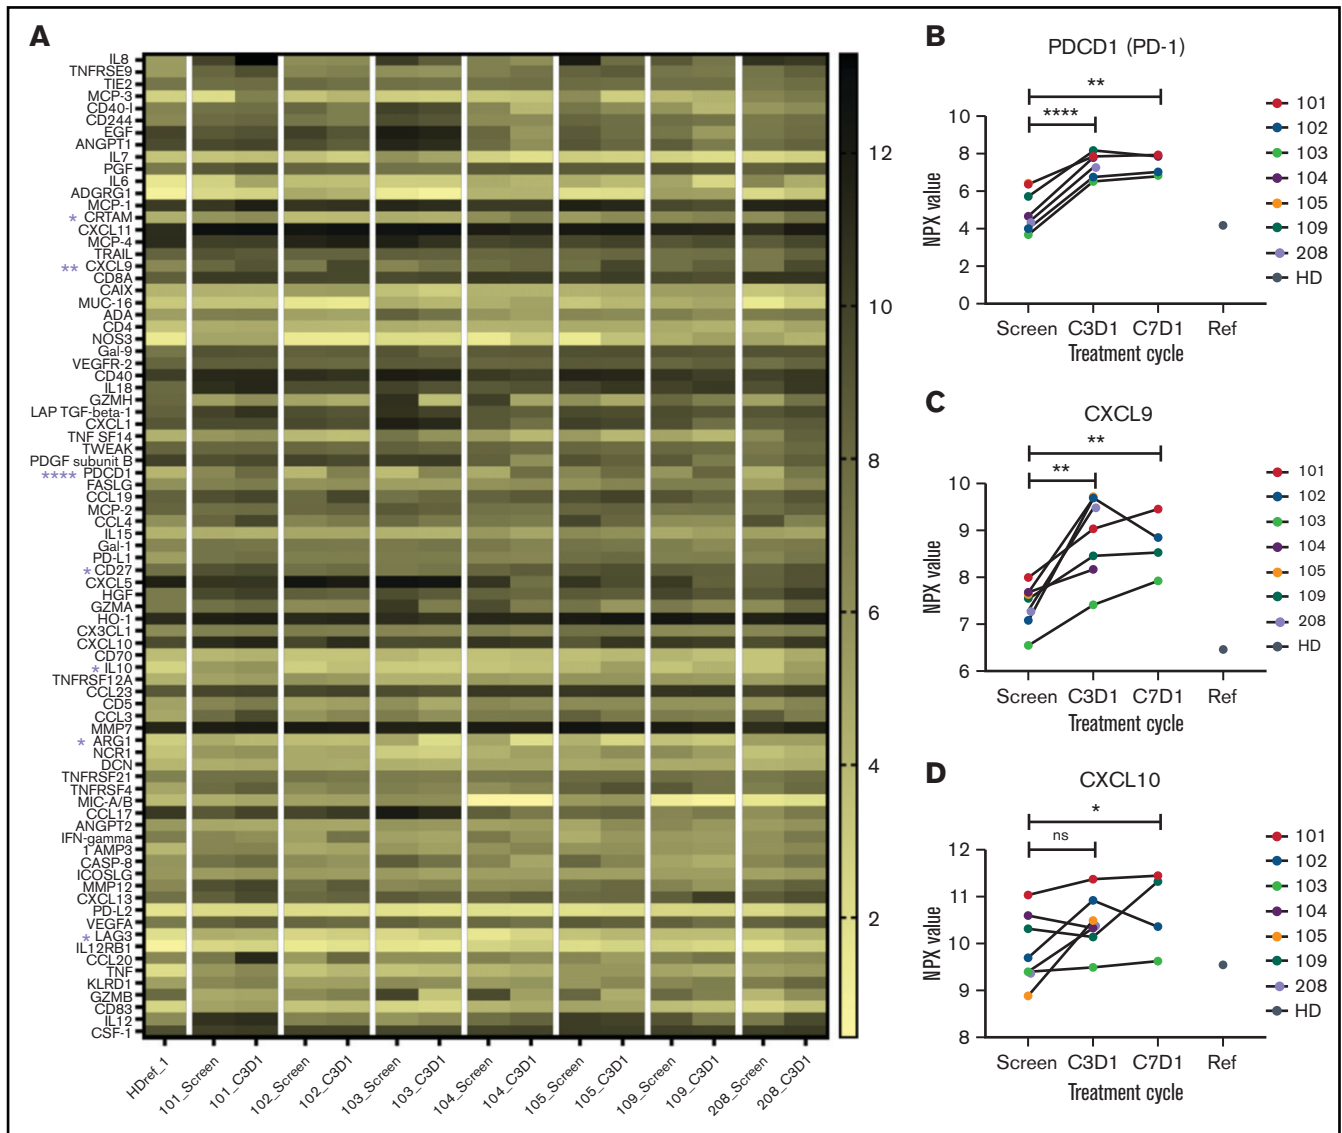 A
IL8
TNFRSE9
TIE2
MCP-3
CD40-I
CD244
EGF
ANGPT1
IL7
PGF
IL6
ADGRG1
MCP-1
* CRTAM
CXCL11
MCP-4
TRAIL
** CXCL9
CD8A
CAIX
MUC-16
ADA
CD4
NOS3
Gal-9
VEGFR-2
CD40
IL18
GZMH
LAP TGF-beta-1
CXCL1
TNF SF14
TWEAK
PDGF subunit B
**** PDCD1
FASLG
CCL19
MCP-2
CCL4
IL15
Gal-1
PD-L1
* CD27
CXCL5
HGF
GZMA
HO-1
CX3CL1
CXCL10
CD70
* IL10
TNFRSF12A
CCL23
CD5
CCL3
MMP7
* ARG1
NCR1
DCN
TNFRSF21
TNFRSF4
MIC-A/B
CCL17
ANGPT2
IFN-gamma
1 AMP3
CASP-8
ICOSLG
MMP12
CXCL13
PD-L2
VEGFA
* LAG3
IL12RB1
CCL20
TNF
KLRD1
GZMB
CD83
IL12
CSF-1
HDref_1
101_Screen
101_C3D1
102_Screen
102_C3D1
103_Screen
103_C3D1
104_Screen
104_C3D1
105_Screen
105_C3D1
109_Screen
109_C3D1
208_Screen
208_C3D1
12
10
8
6
4
2
B
PDCD1 (PD-1)
**
****
NPX value
10
8
6
4
2
0
Screen C3D1 C7D1 Ref
Treatment cycle
101
102
103
104
105
109
208
HD
C
CXCL9
**
**
NPX value
10
9
8
7
6
Screen C3D1 C7D1 Ref
Treatment cycle
101
102
103
104
105
109
208
HD
D
CXCL10
*
ns
NPX value
12
11
10
9
8
Screen C3D1 C7D1 Ref
Treatment cycle
101
102
103
104
105
109
208
HD